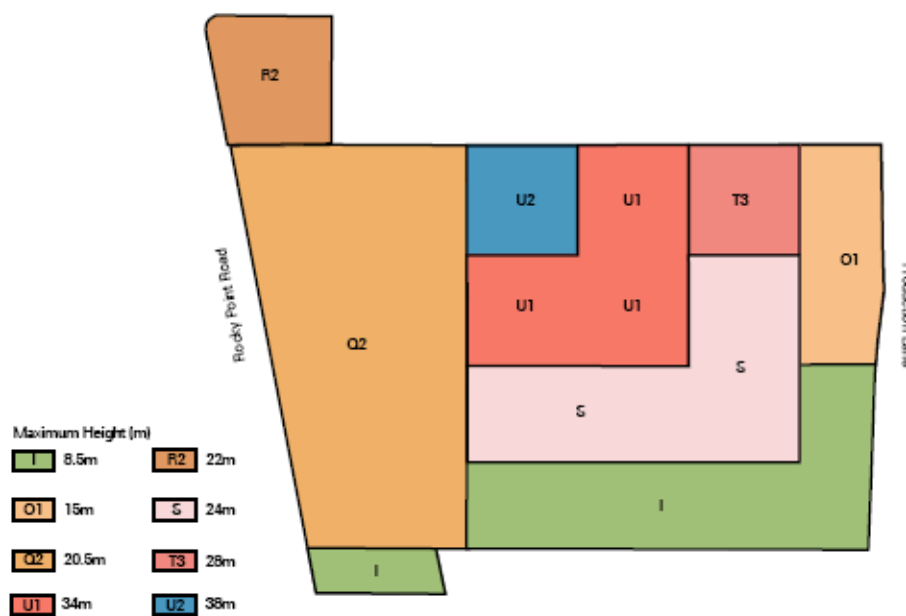 R2
U2 U1 T3
O1
U1 U1
Rocky Point Road
Q2
S
S
Maximum Height (m)
I 8.5m R2 22m
O1 15m S 24m
I
Q2 20.5m T3 28m
I
U1 34m U2 38m